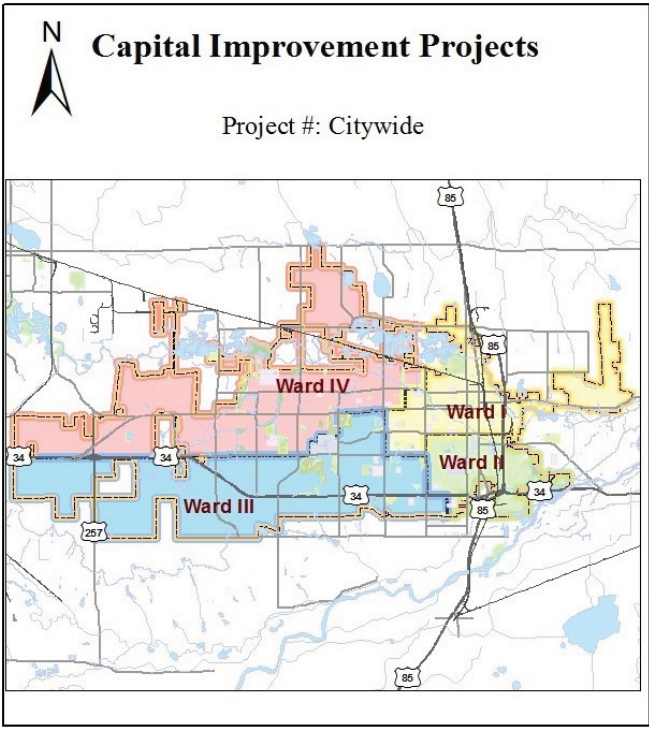 N
Capital Improvement Projects
Project #: Citywide
85
85
Ward IV
Ward I
34
34
Ward II
Ward III
34
34
85
257
85